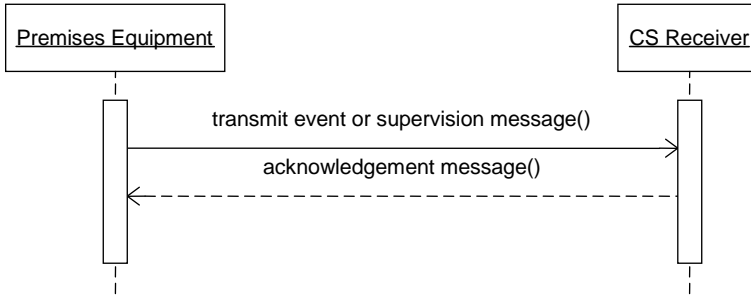 Premises Equipment
CS Receiver
transmit event or supervision message()
acknowledgement message()